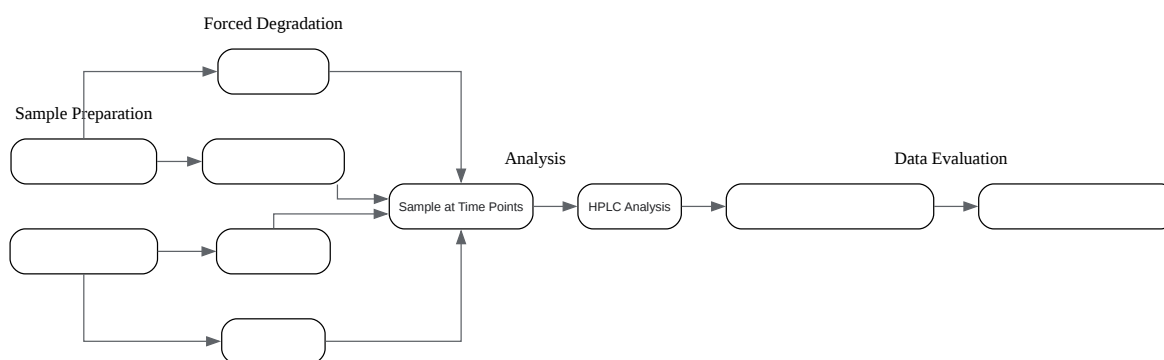 Forced Degradation
Sample Preparation
Analysis
Data Evaluation
Sample at Time Points
HPLC Analysis